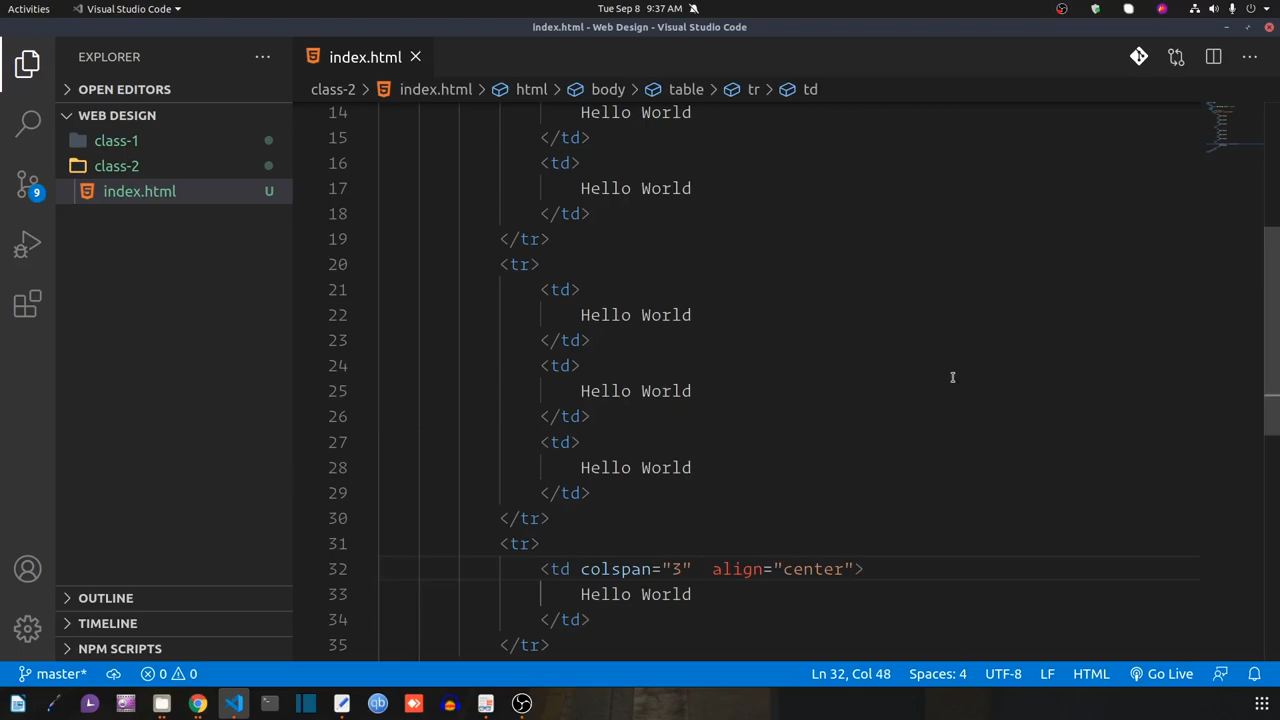 Activities
Visual Studio Code
Tue Sep 8 9:37 AM
index.html - Web Design - Visual Studio Code
EXPLORER
index.html
OPEN EDITORS
class-2 index.html html body table tr td
WEB DESIGN
class-1
class-2
index.html U
9
14 Hello World
15 </td>
16 <td>
17 Hello World
18 </td>
19 </tr>
20 <tr>
21 <td>
22 Hello World
23 </td>
24 <td>
25 Hello World
26 </td>
27 <td>
28 Hello World
29 </td>
30 </tr>
31 <tr>
32 <td colspan="3"  align="center">
33 Hello World
34 </td>
35 </tr>
OUTLINE
TIMELINE
NPM SCRIPTS
master* 0 0 Ln 32, Col 48 Spaces: 4 UTF-8 LF HTML Go Live
qb